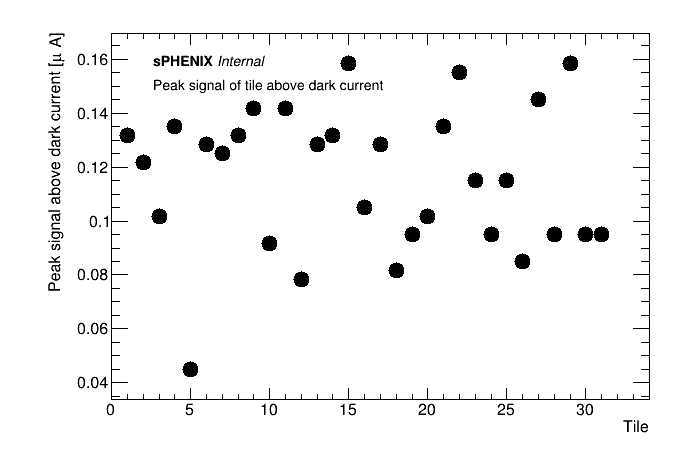 Peak signal above dark current [μ A]
sPHENIX Internal
Peak signal of tile above dark current
0.16
0.14
0.12
0.1
0.08
0.06
0.04
0 5 10 15 20 25 30
Tile